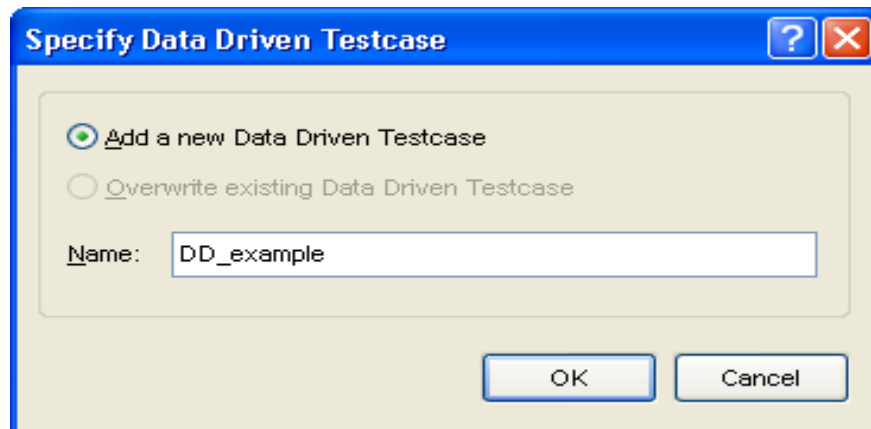 Specify Data Driven Testcase
?
Add a new Data Driven Testcase
Overwrite existing Data Driven Testcase
Name: DD_example
OK Cancel